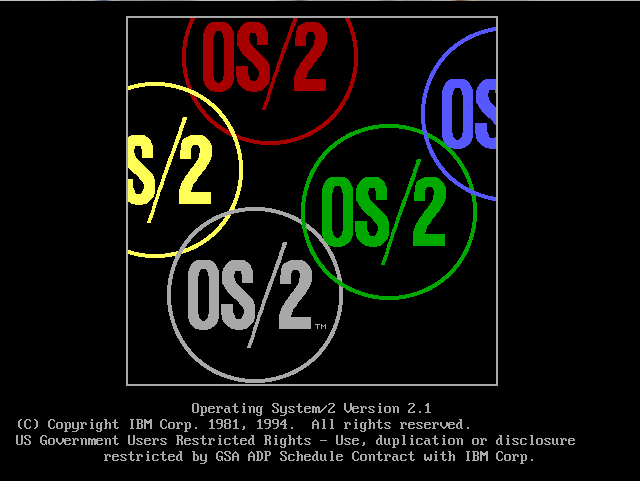 OS/2
OS
S/2
OS/2
OS/2™
Operating System/2 Version 2.1
(C) Copyright IBM Corp. 1981, 1994.  All rights reserved.
US Government Users Restricted Rights - Use, duplication or disclosure
restricted by GSA ADP Schedule Contract with IBM Corp.